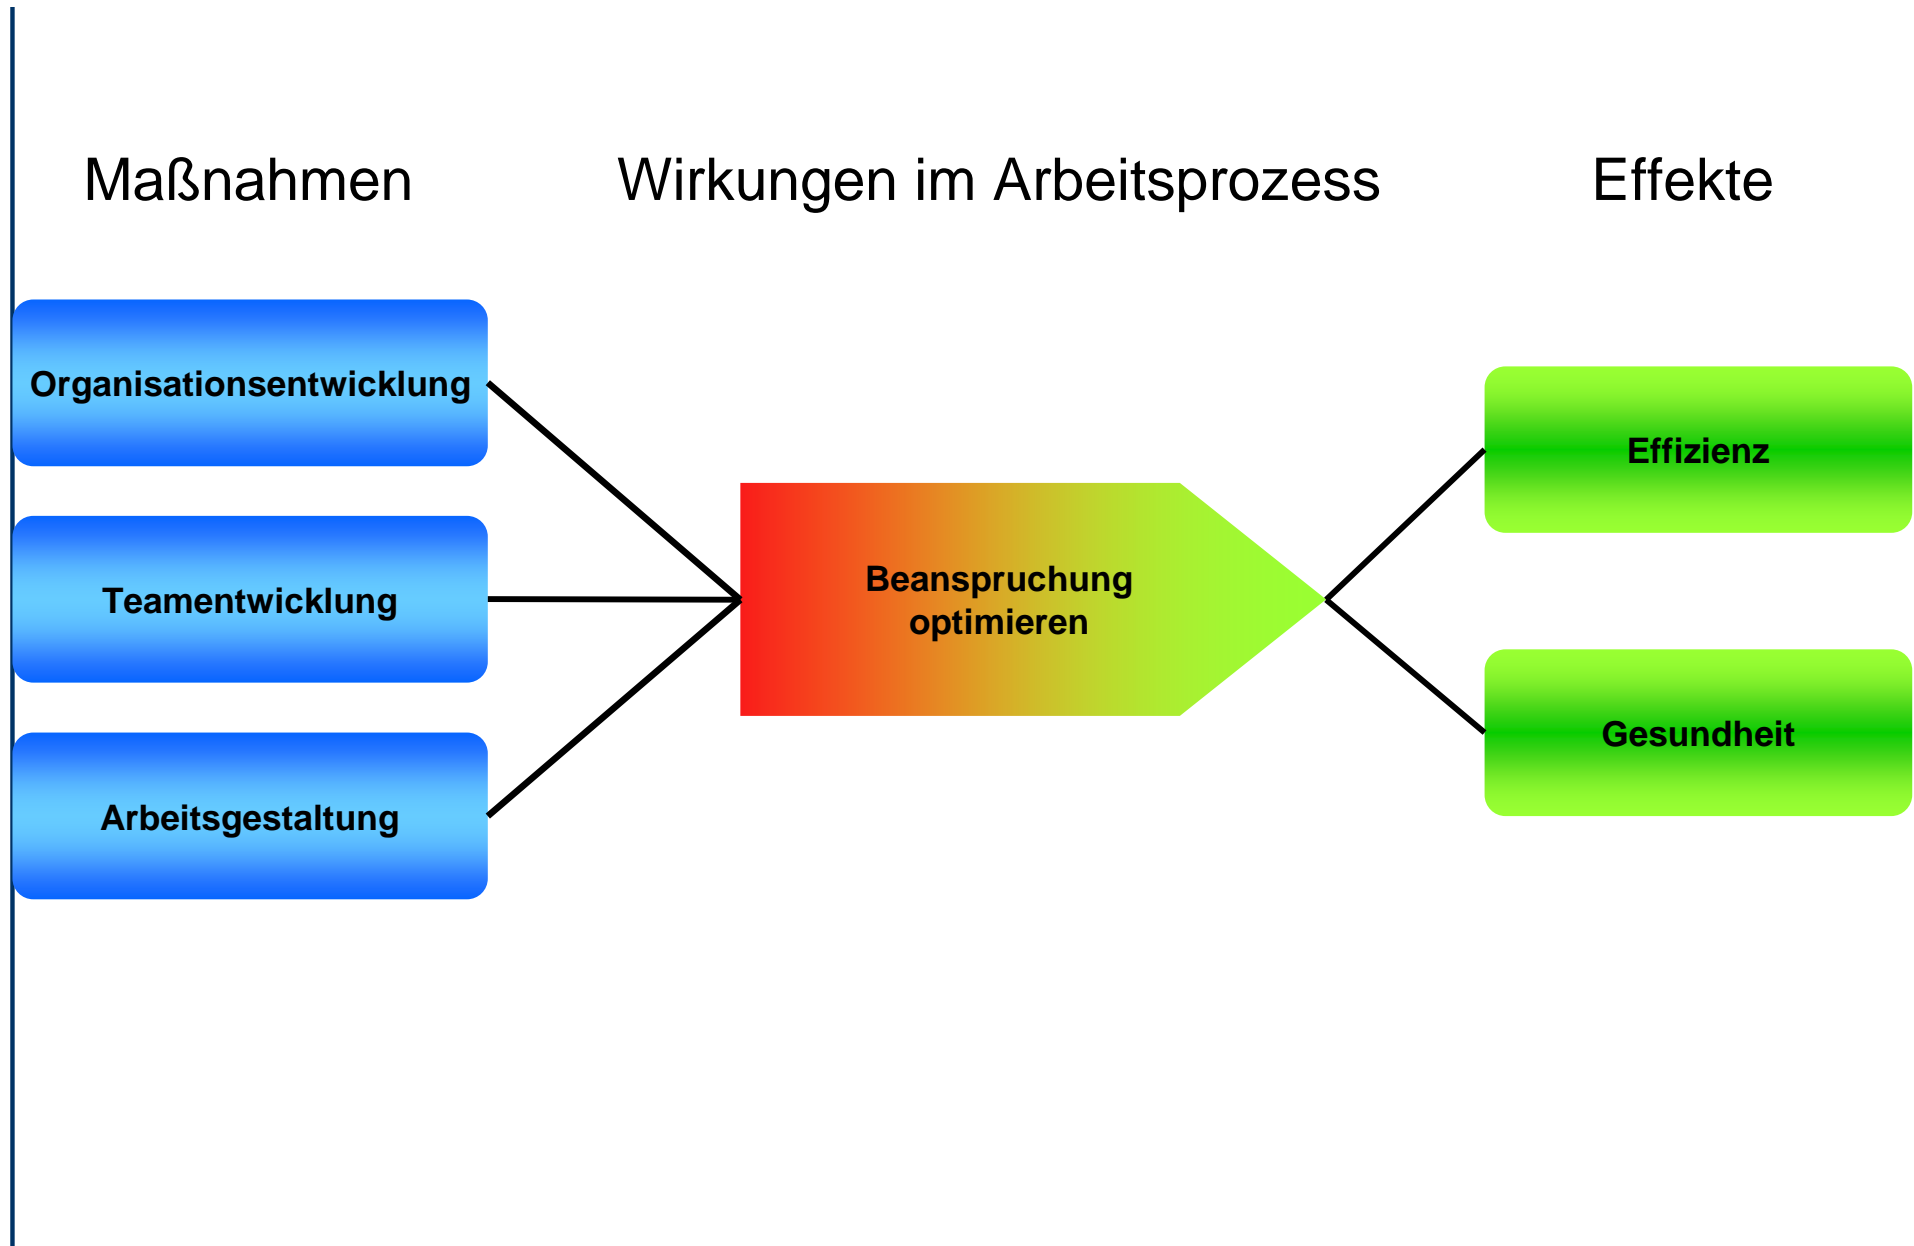 Maßnahmen
Wirkungen im Arbeitsprozess
Effekte
Organisationsentwicklung
Teamentwicklung
Arbeitsgestaltung
Beanspruchung
optimieren
Effizienz
Gesundheit